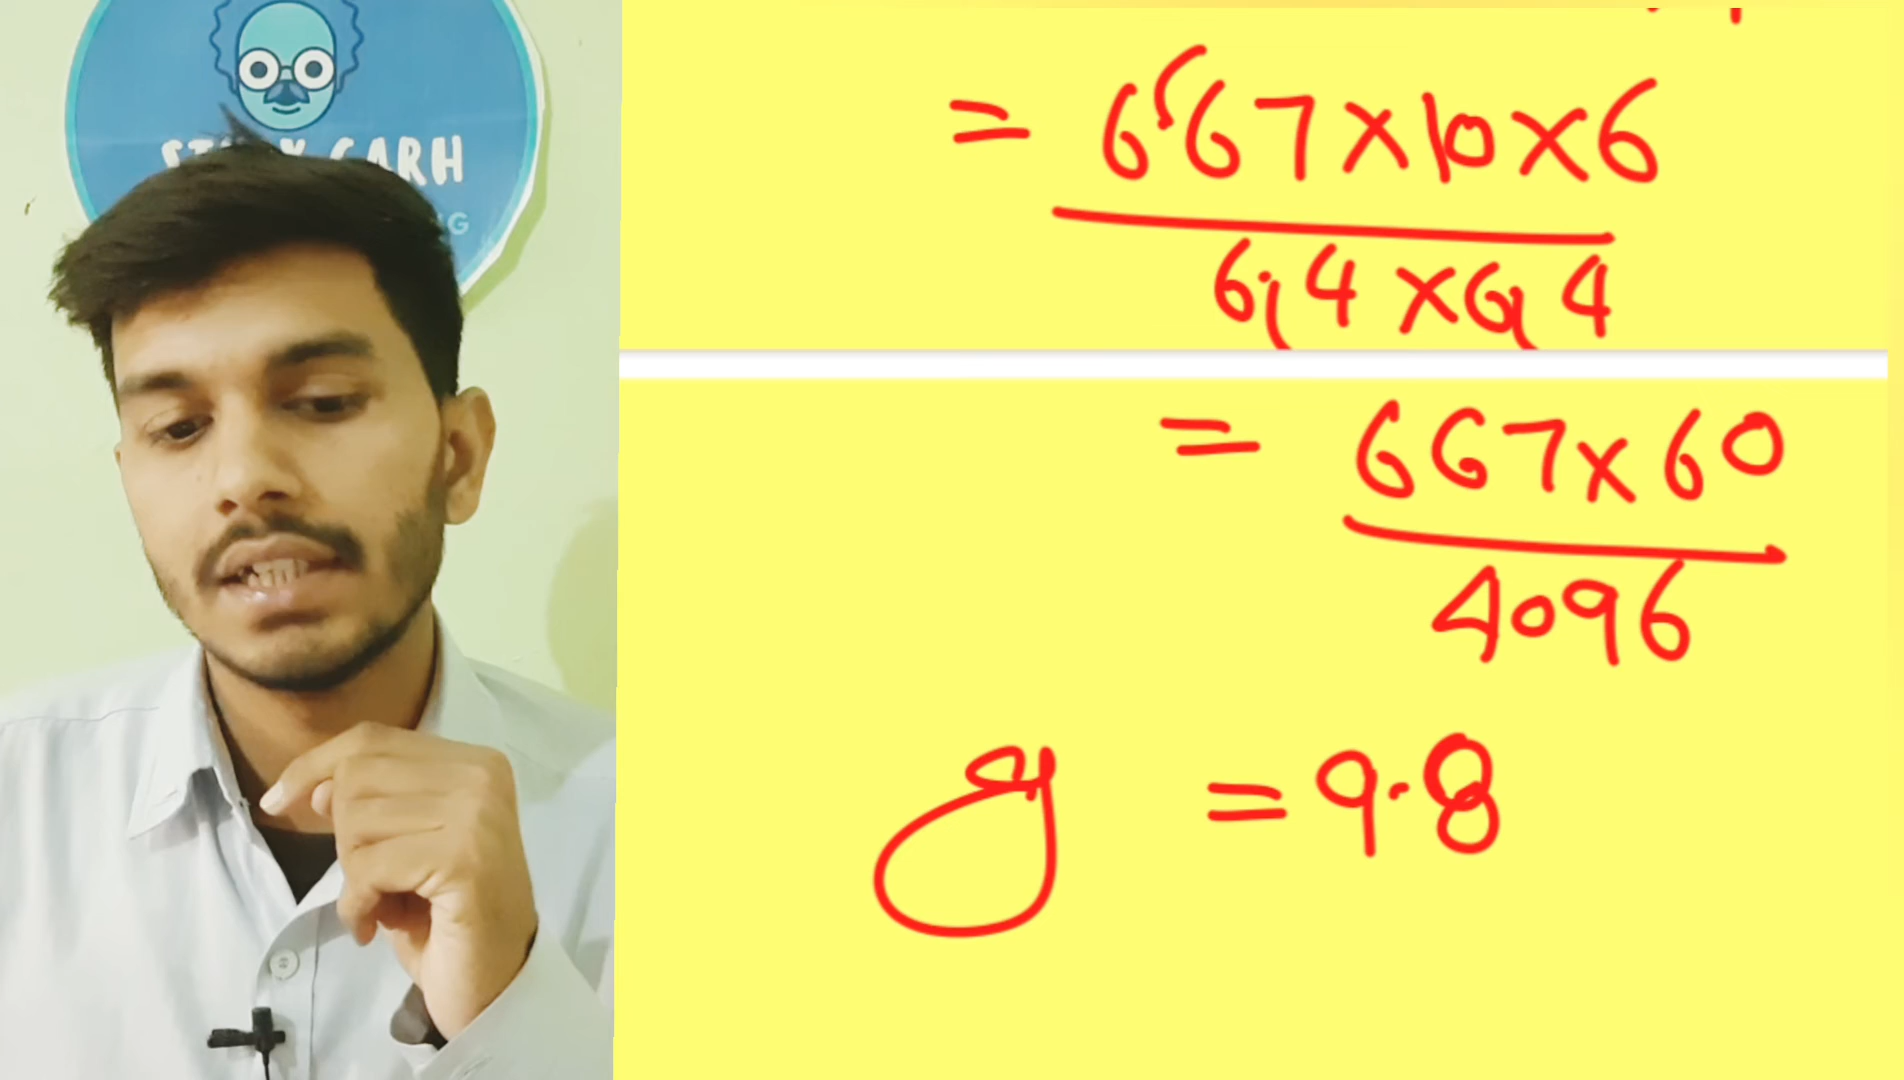 GARH
G
= 6.67 × 10 × 6
6.4 × 6.4
= 667 × 60
4096
g = 9.8